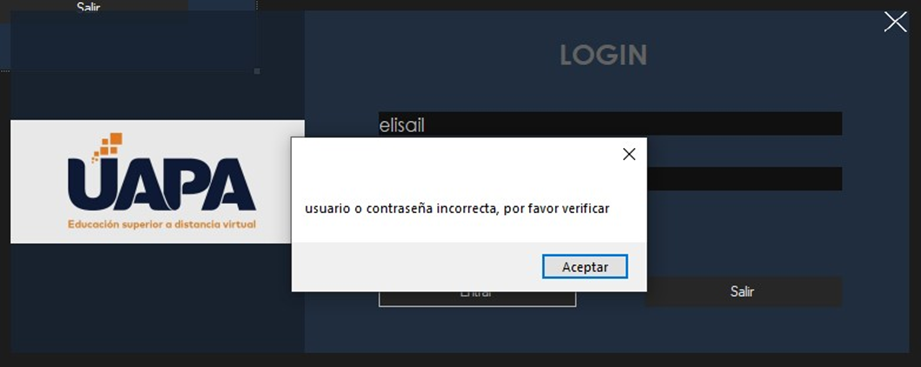 Salir
LOGIN
elisail
UAPA
Educación superior a distancia virtual
usuario o contraseña incorrecta, por favor verificar
Aceptar
Entrar
Salir